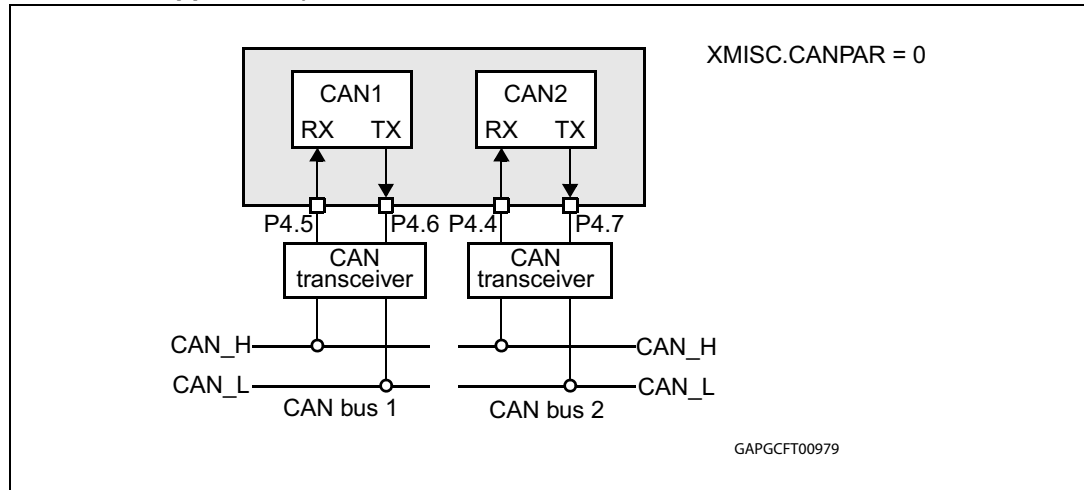 XMISC.CANPAR = 0
CAN1 CAN2
RX TX RX TX
P4.5 P4.6 P4.4 P4.7
CAN transceiver CAN transceiver
CAN_H CAN_H
CAN_L CAN_L
CAN bus 1 CAN bus 2
GAPGCFT00979